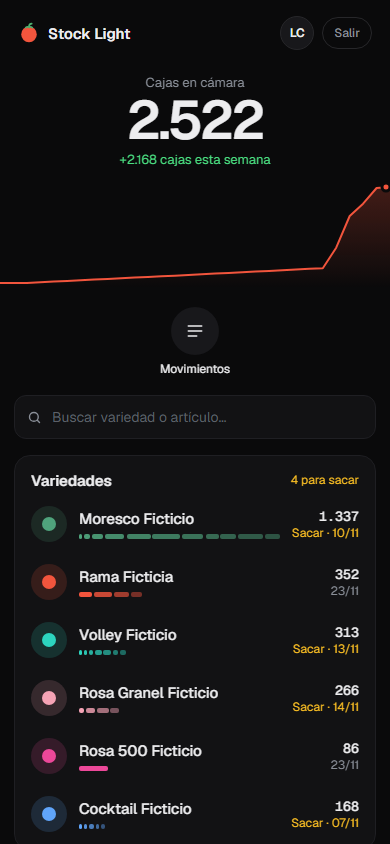 Stock Light
LC
Salir
Cajas en cámara
2.522
+2.168 cajas esta semana
Movimientos
Buscar variedad o artículo…
Variedades
4 para sacar
Moresco Ficticio
1.337
Sacar · 10/11
Rama Ficticia
352
23/11
Volley Ficticio
313
Sacar · 13/11
Rosa Granel Ficticio
266
Sacar · 14/11
Rosa 500 Ficticio
86
23/11
Cocktail Ficticio
168
Sacar · 07/11